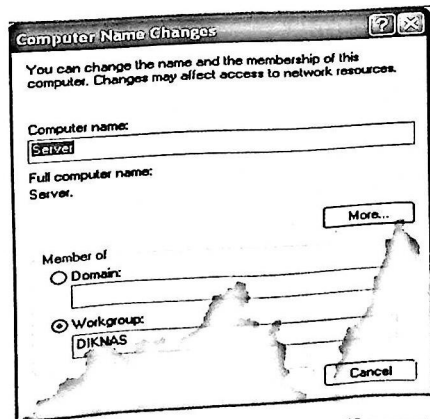 Computer Name Changes
You can change the name and the membership of this
computer. Changes may affect access to network resources.
Computer name:
Server
Full computer name:
Server.
More...
Member of
Domain:
Workgroup:
DIKNAS
Cancel